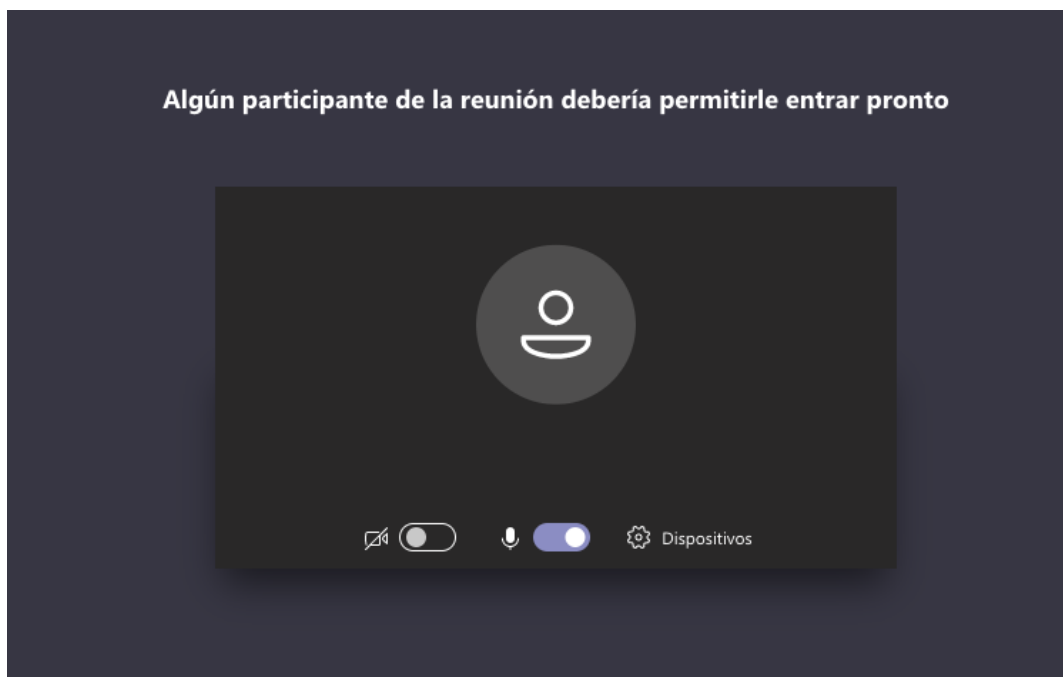 Algún participante de la reunión debería permitirle entrar pronto
Dispositivos